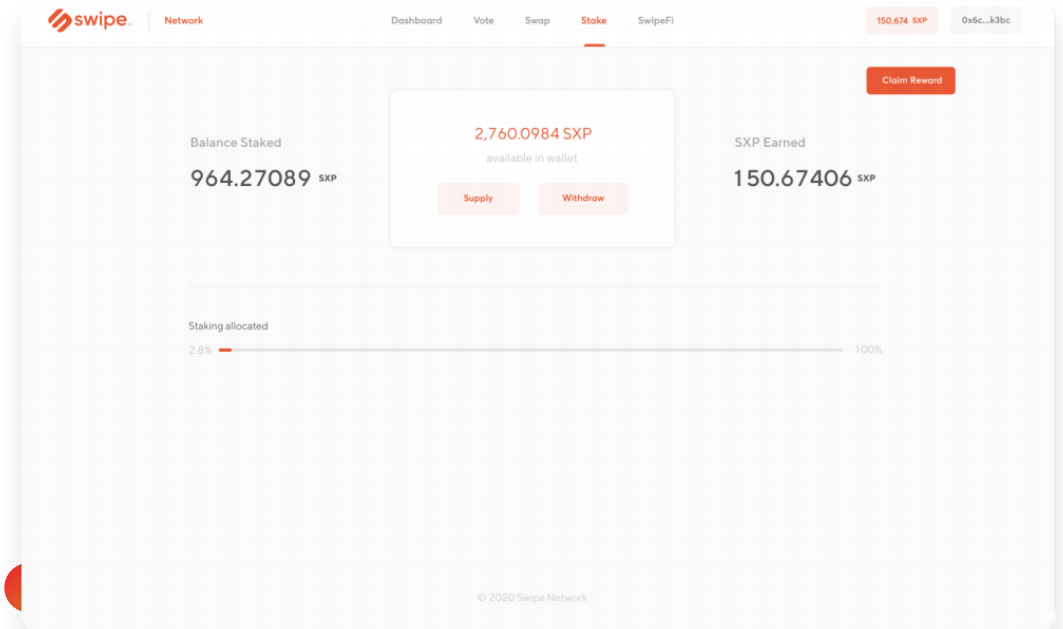 swipe Network Dashboard Vote Swap Stake SwipeFi 150.674 SXP 0x6c...k3bc
Claim Reward
Balance Staked
964.27089 SXP
2,760.0984 SXP
available in wallet
Supply Withdraw
SXP Earned
150.67406 SXP
Staking allocated
2.8% 100%
© 2020 Swipe Network